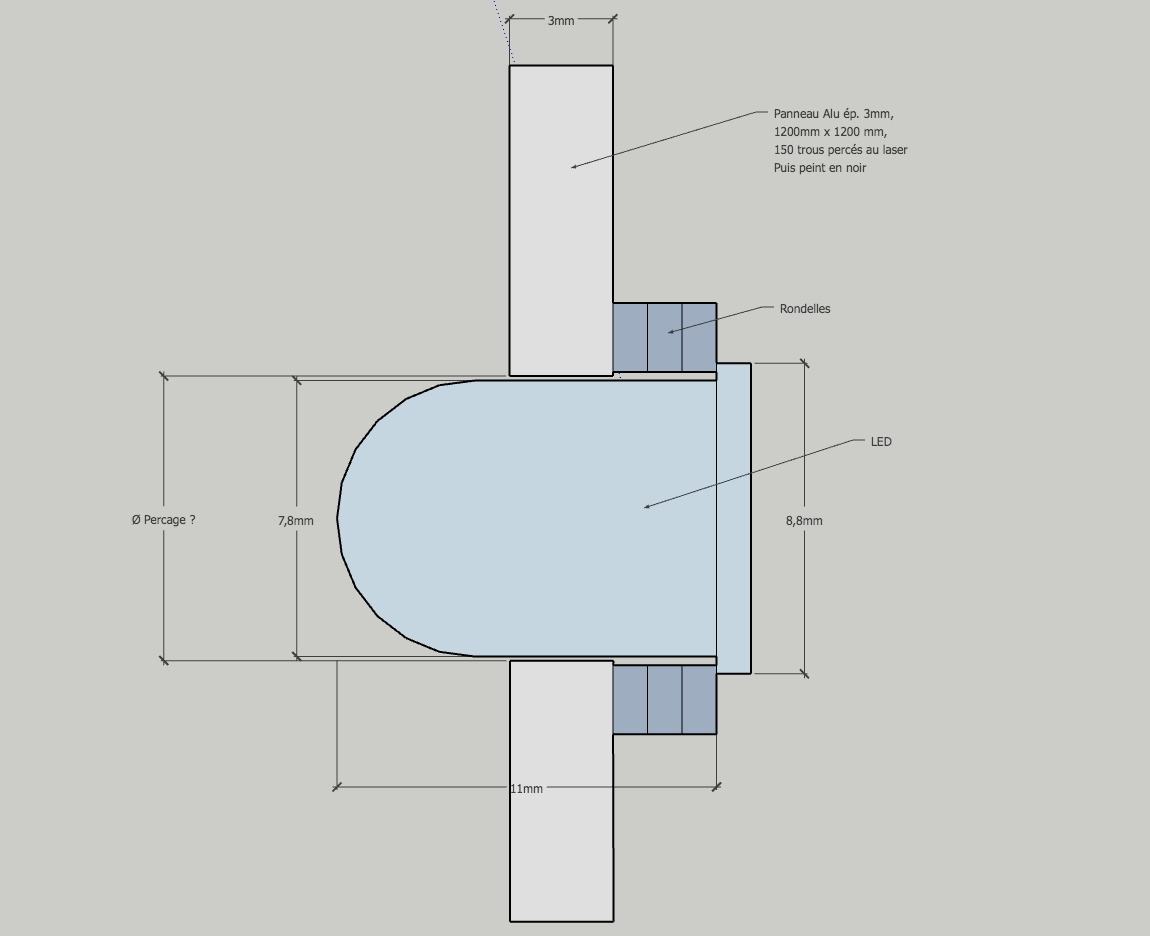 3mm
Panneau Alu ép. 3mm,
1200mm x 1200 mm,
150 trous percés au laser
Puis peint en noir
Rondelles
LED
Ø Percage ?
7,8mm
8,8mm
11mm